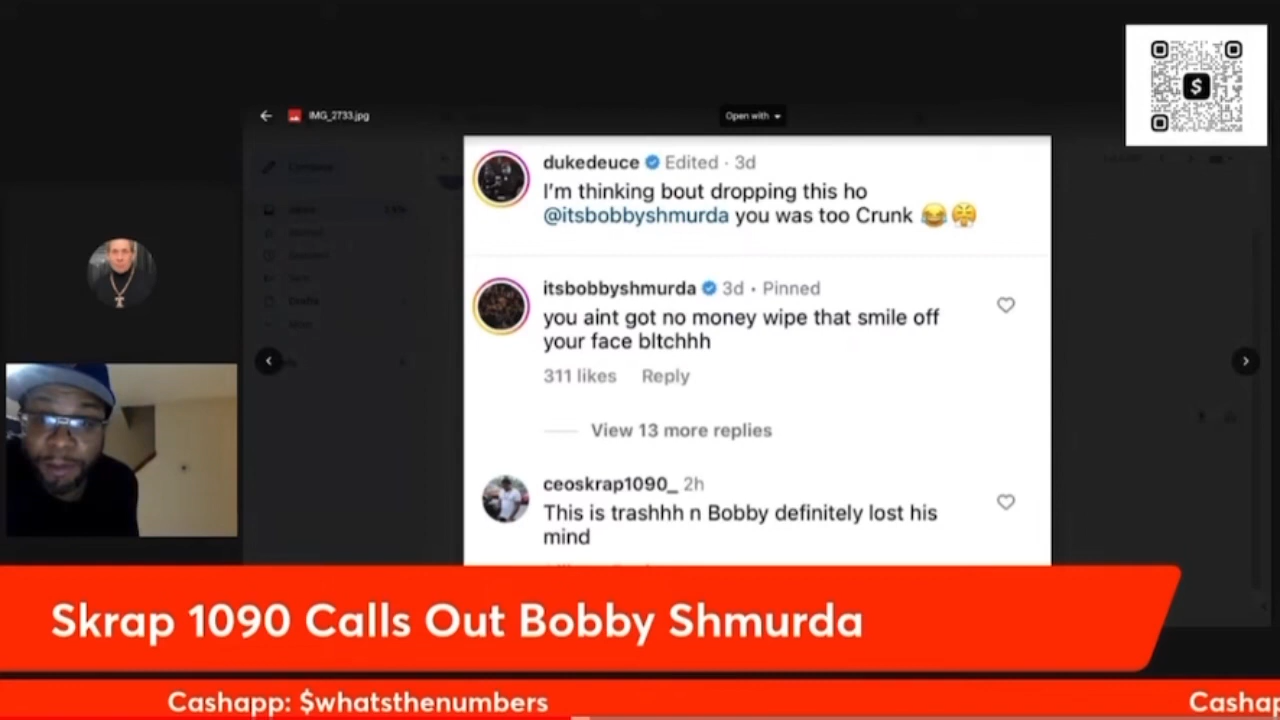 IMG_2733.jpg
Open with
$
Compose
dukedeuce Edited · 3d
I'm thinking bout dropping this ho
@itsbobbyshmurda you was too Crunk 😂😤
itsbobbyshmurda 3d • Pinned
you aint got no money wipe that smile off
your face bltchhh
311 likes Reply
View 13 more replies
ceoskrap1090_ 2h
This is trashhh n Bobby definitely lost his
mind
Skrap 1090 Calls Out Bobby Shmurda
Cashapp: $whatsthenumbers
Cashap